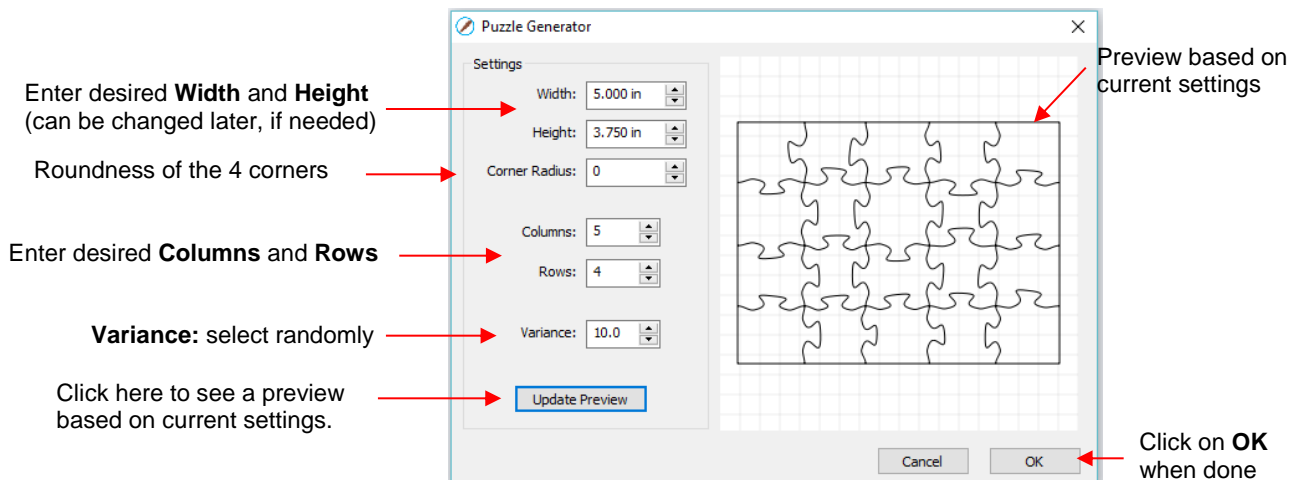 Puzzle Generator
Settings
Preview based on
current settings
Enter desired Width and Height
(can be changed later, if needed)
Width: 5.000 in
Height: 3.750 in
Roundness of the 4 corners
Corner Radius: 0
Enter desired Columns and Rows
Columns: 5
Rows: 4
Variance: select randomly
Variance: 10.0
Click here to see a preview
based on current settings.
Update Preview
Cancel
OK
Click on OK
when done